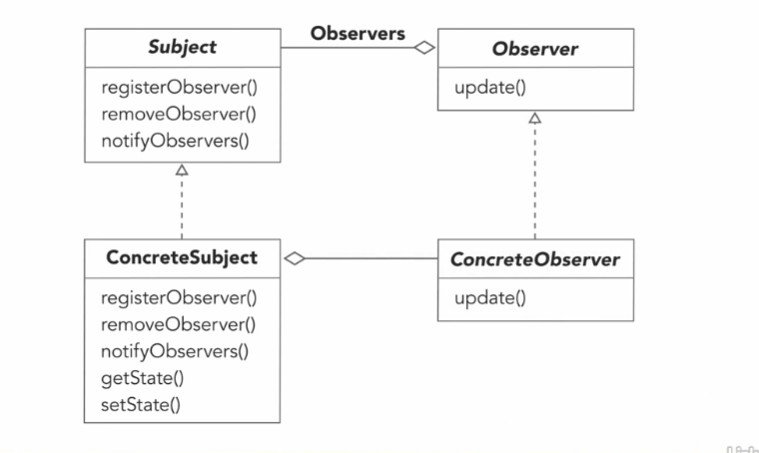 Subject
Observers
Observer
registerObserver()
removeObserver()
notifyObservers()
update()
ConcreteSubject
ConcreteObserver
registerObserver()
removeObserver()
notifyObservers()
getState()
setState()
update()